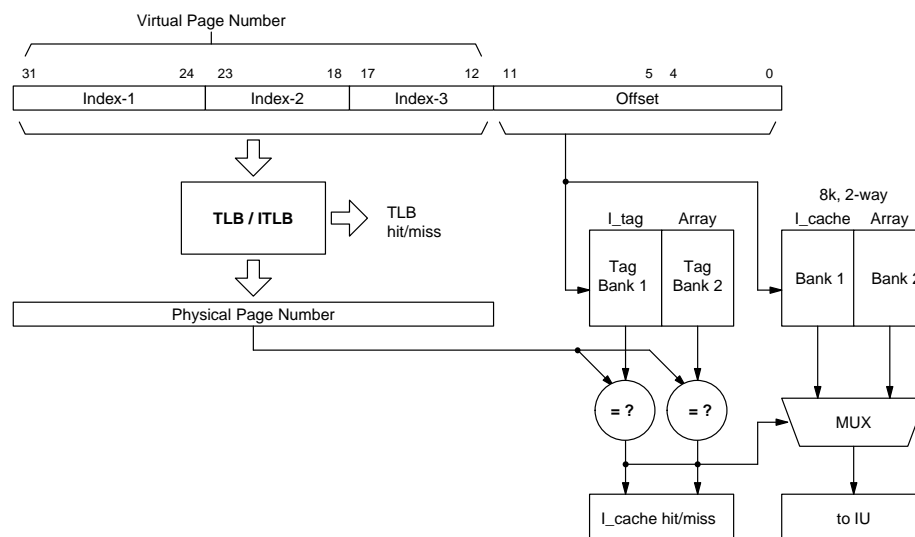 Virtual Page Number
31 24 23 18 17 12 11 5 4 0
Index-1 Index-2 Index-3 Offset
TLB / ITLB
TLB
hit/miss
8k, 2-way
I_tag Array
I_cache Array
Tag
Bank 1
Tag
Bank 2
Bank 1
Bank 2
Physical Page Number
= ?
= ?
MUX
I_cache hit/miss
to IU